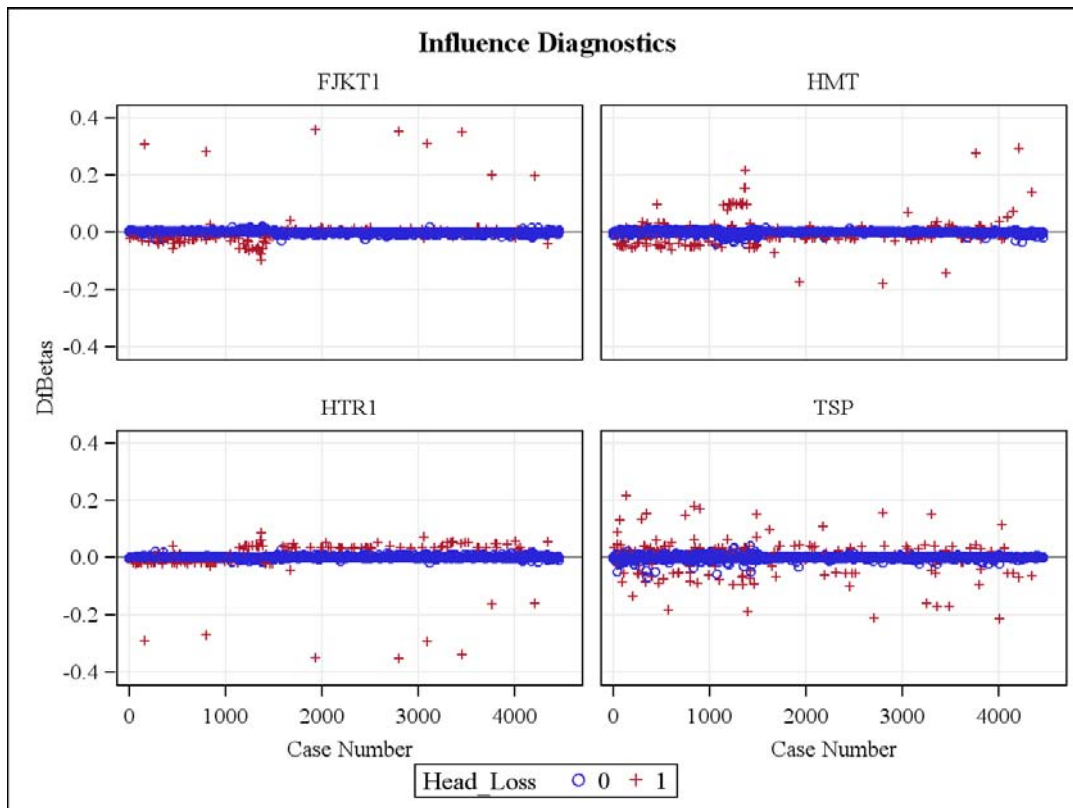 Influence Diagnostics
FJKT1 HMT
0.4
0.2
0.0
-0.2
-0.4
DfBetas
HTR1 TSP
0.4
0.2
0.0
-0.2
-0.4
0 1000 2000 3000 4000 0 1000 2000 3000 4000
Case Number Case Number
Head_Loss 0 1